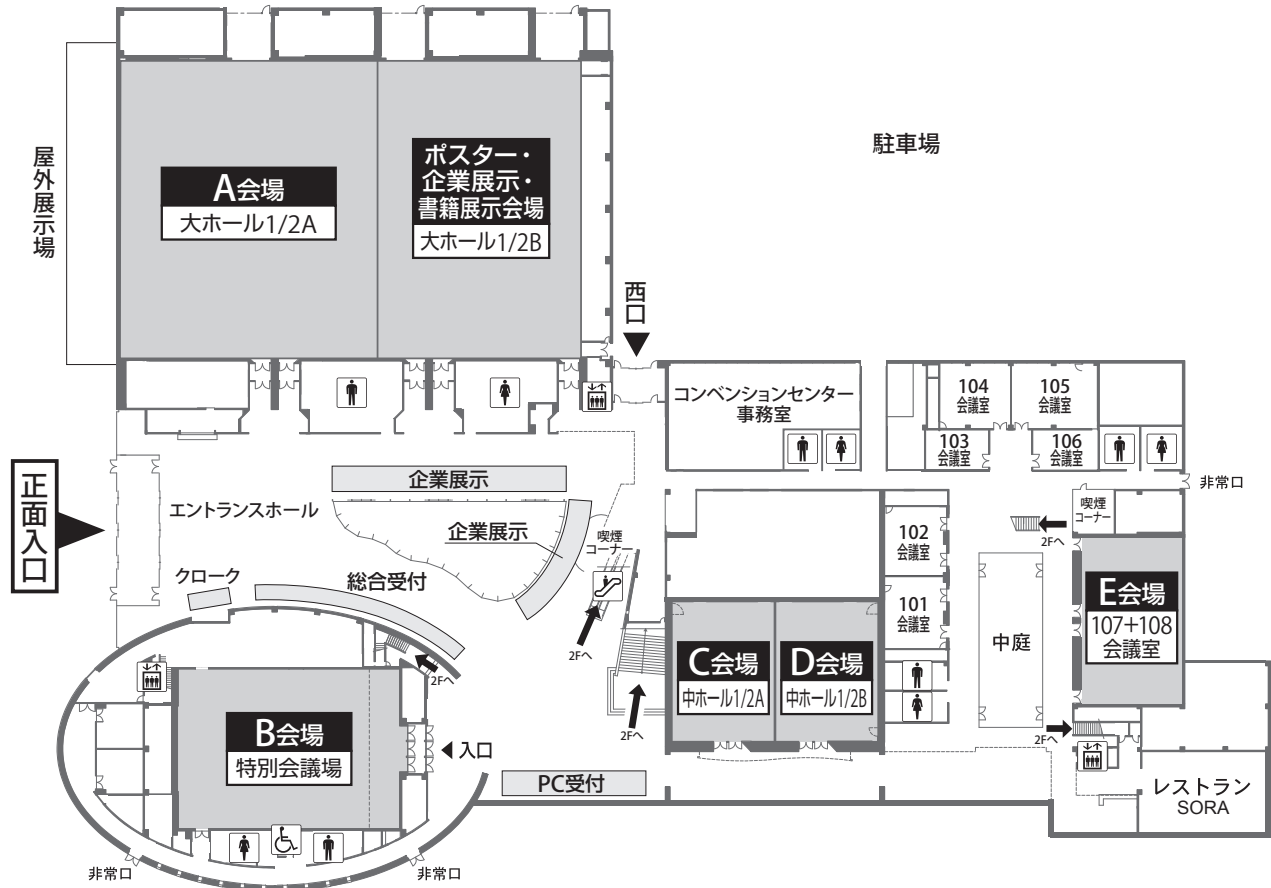 屋外展示場
A会場
大ホール1/2A
ポスター・
企業展示・
書籍展示会場
大ホール1/2B
駐車場
西口
コンベンションセンター
事務室
104
会議室
105
会議室
103
会議室
106
会議室
非常口
正面入口
エントランスホール
企業展示
企業展示
喫煙
コーナー
2Fへ
喫煙
コーナー
2Fへ
102
会議室
101
会議室
中庭
E会場
107+108
会議室
クローク
総合受付
2Fへ
2Fへ
C会場
中ホール1/2A
D会場
中ホール1/2B
B会場
特別会議場
入口
PC受付
2Fへ
レストラン
SORA
非常口
非常口